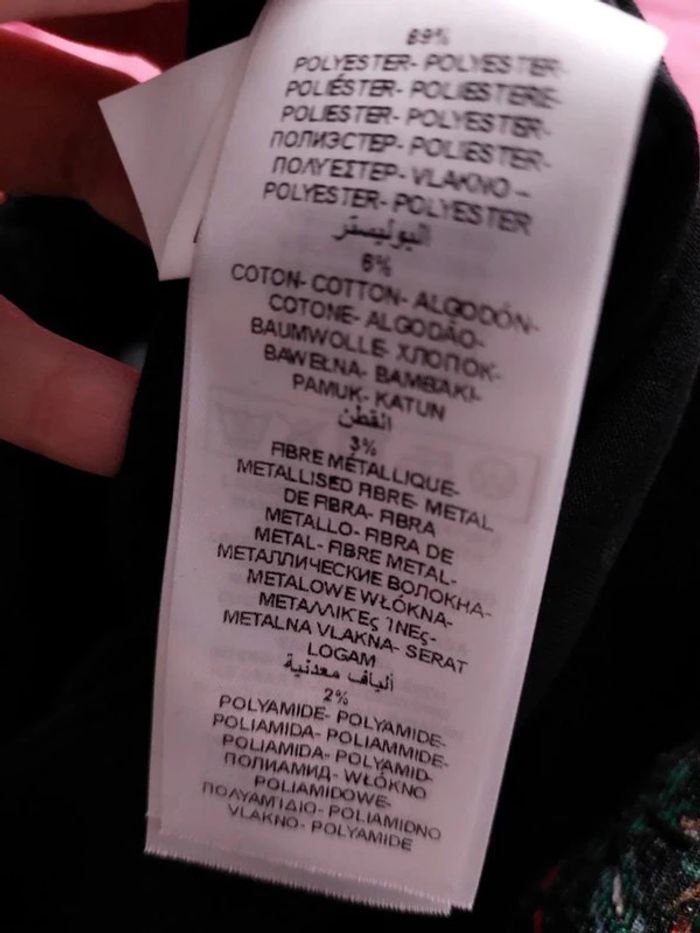 89%
POLYESTER- POLYESTER-
POLIÉSTER- POLIESTERE-
POLIESTER- POLYESTER-
ПОЛИЭСТЕР- POLIESTER-
ΠΟΛΥΕΣΤΕΡ- VLAKNO –
POLYESTER- POLYESTER
البوليستر
6%
COTON- COTTON- ALGODÓN-
COTONE- ALGODÃO-
BAUMWOLLE- ХЛОПОК-
BAWEŁNA- BAMBAKI-
PAMUK- KATUN
القطن
3%
FIBRE MÉTALLIQUE-
METALLISED FIBRE- METAL
DE FIBRA- FIBRA
METALLO- FIBRA DE
METAL- FIBRE METAL-
МЕТАЛЛИЧЕСКИЕ ВОЛОКНА-
METALOWE WŁÓKNA-
ΜΕΤΑΛΛΙΚΕς ΊΝΕς-
METALNA VLAKNA- SERAT
LOGAM
ألياف معدنية
2%
POLYAMIDE- POLYAMIDE-
POLIAMIDA- POLIAMMIDE-
POLIAMIDA- POLYAMID-
ПОЛИАМИД- WŁÓKNO
POLIAMIDOWE-
ΠΟΛΥΑΜΊΔΙΟ- POLIAMIDNO
VLAKNO- POLYAMIDE